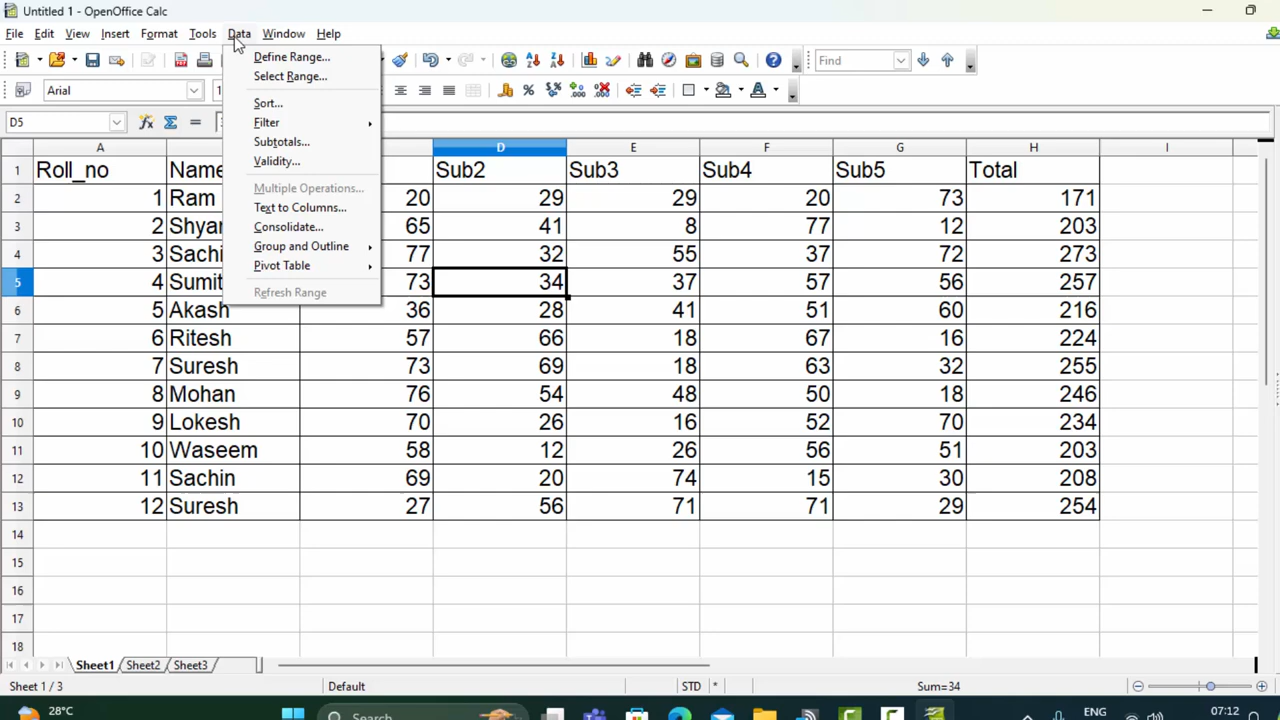 Untitled 1 - OpenOffice Calc
File Edit View Insert Format Tools Data Window Help
Find
Arial
D5
Define Range...
Select Range...
Sort...
Filter
Subtotals...
Validity...
Multiple Operations...
Text to Columns...
Consolidate...
Group and Outline
Pivot Table
Refresh Range
A D E F G H I
1 Roll_no Name Sub2 Sub3 Sub4 Sub5 Total
2 1 Ram 20 29 29 20 73 171
3 2 65 41 8 77 12 203
4 3 77 32 55 37 72 273
5 4 73 34 37 57 56 257
6 5 Akash 36 28 41 51 60 216
7 6 Ritesh 57 66 18 67 16 224
8 7 Suresh 73 69 18 63 32 255
9 8 Mohan 76 54 48 50 18 246
10 9 Lokesh 70 26 16 52 70 234
11 10 Waseem 58 12 26 56 51 203
12 11 Sachin 69 20 74 15 30 208
13 12 Suresh 27 56 71 71 29 254
14
15
16
17
18
Sheet1 Sheet2 Sheet3
Sheet 1 / 3 Default STD * Sum=34
28°C Search ENG 07:12